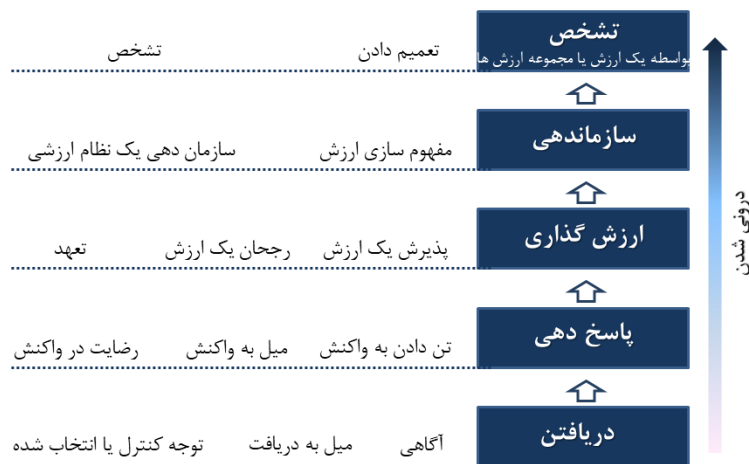 تشخص
بواسطه یک ارزش یا مجموعه ارزش ها
تعمیم دادن
تشخص
سازماندهی
مفهوم سازی ارزش
سازمان دهی یک نظام ارزشی
ارزش گذاری
پذیرش یک ارزش
رجحان یک ارزش
تعهد
پاسخ دهی
تن دادن به واکنش
میل به واکنش
رضایت در واکنش
دریافتن
آگاهی
میل به دریافت
توجه کنترل یا انتخاب شده
درونی شدن